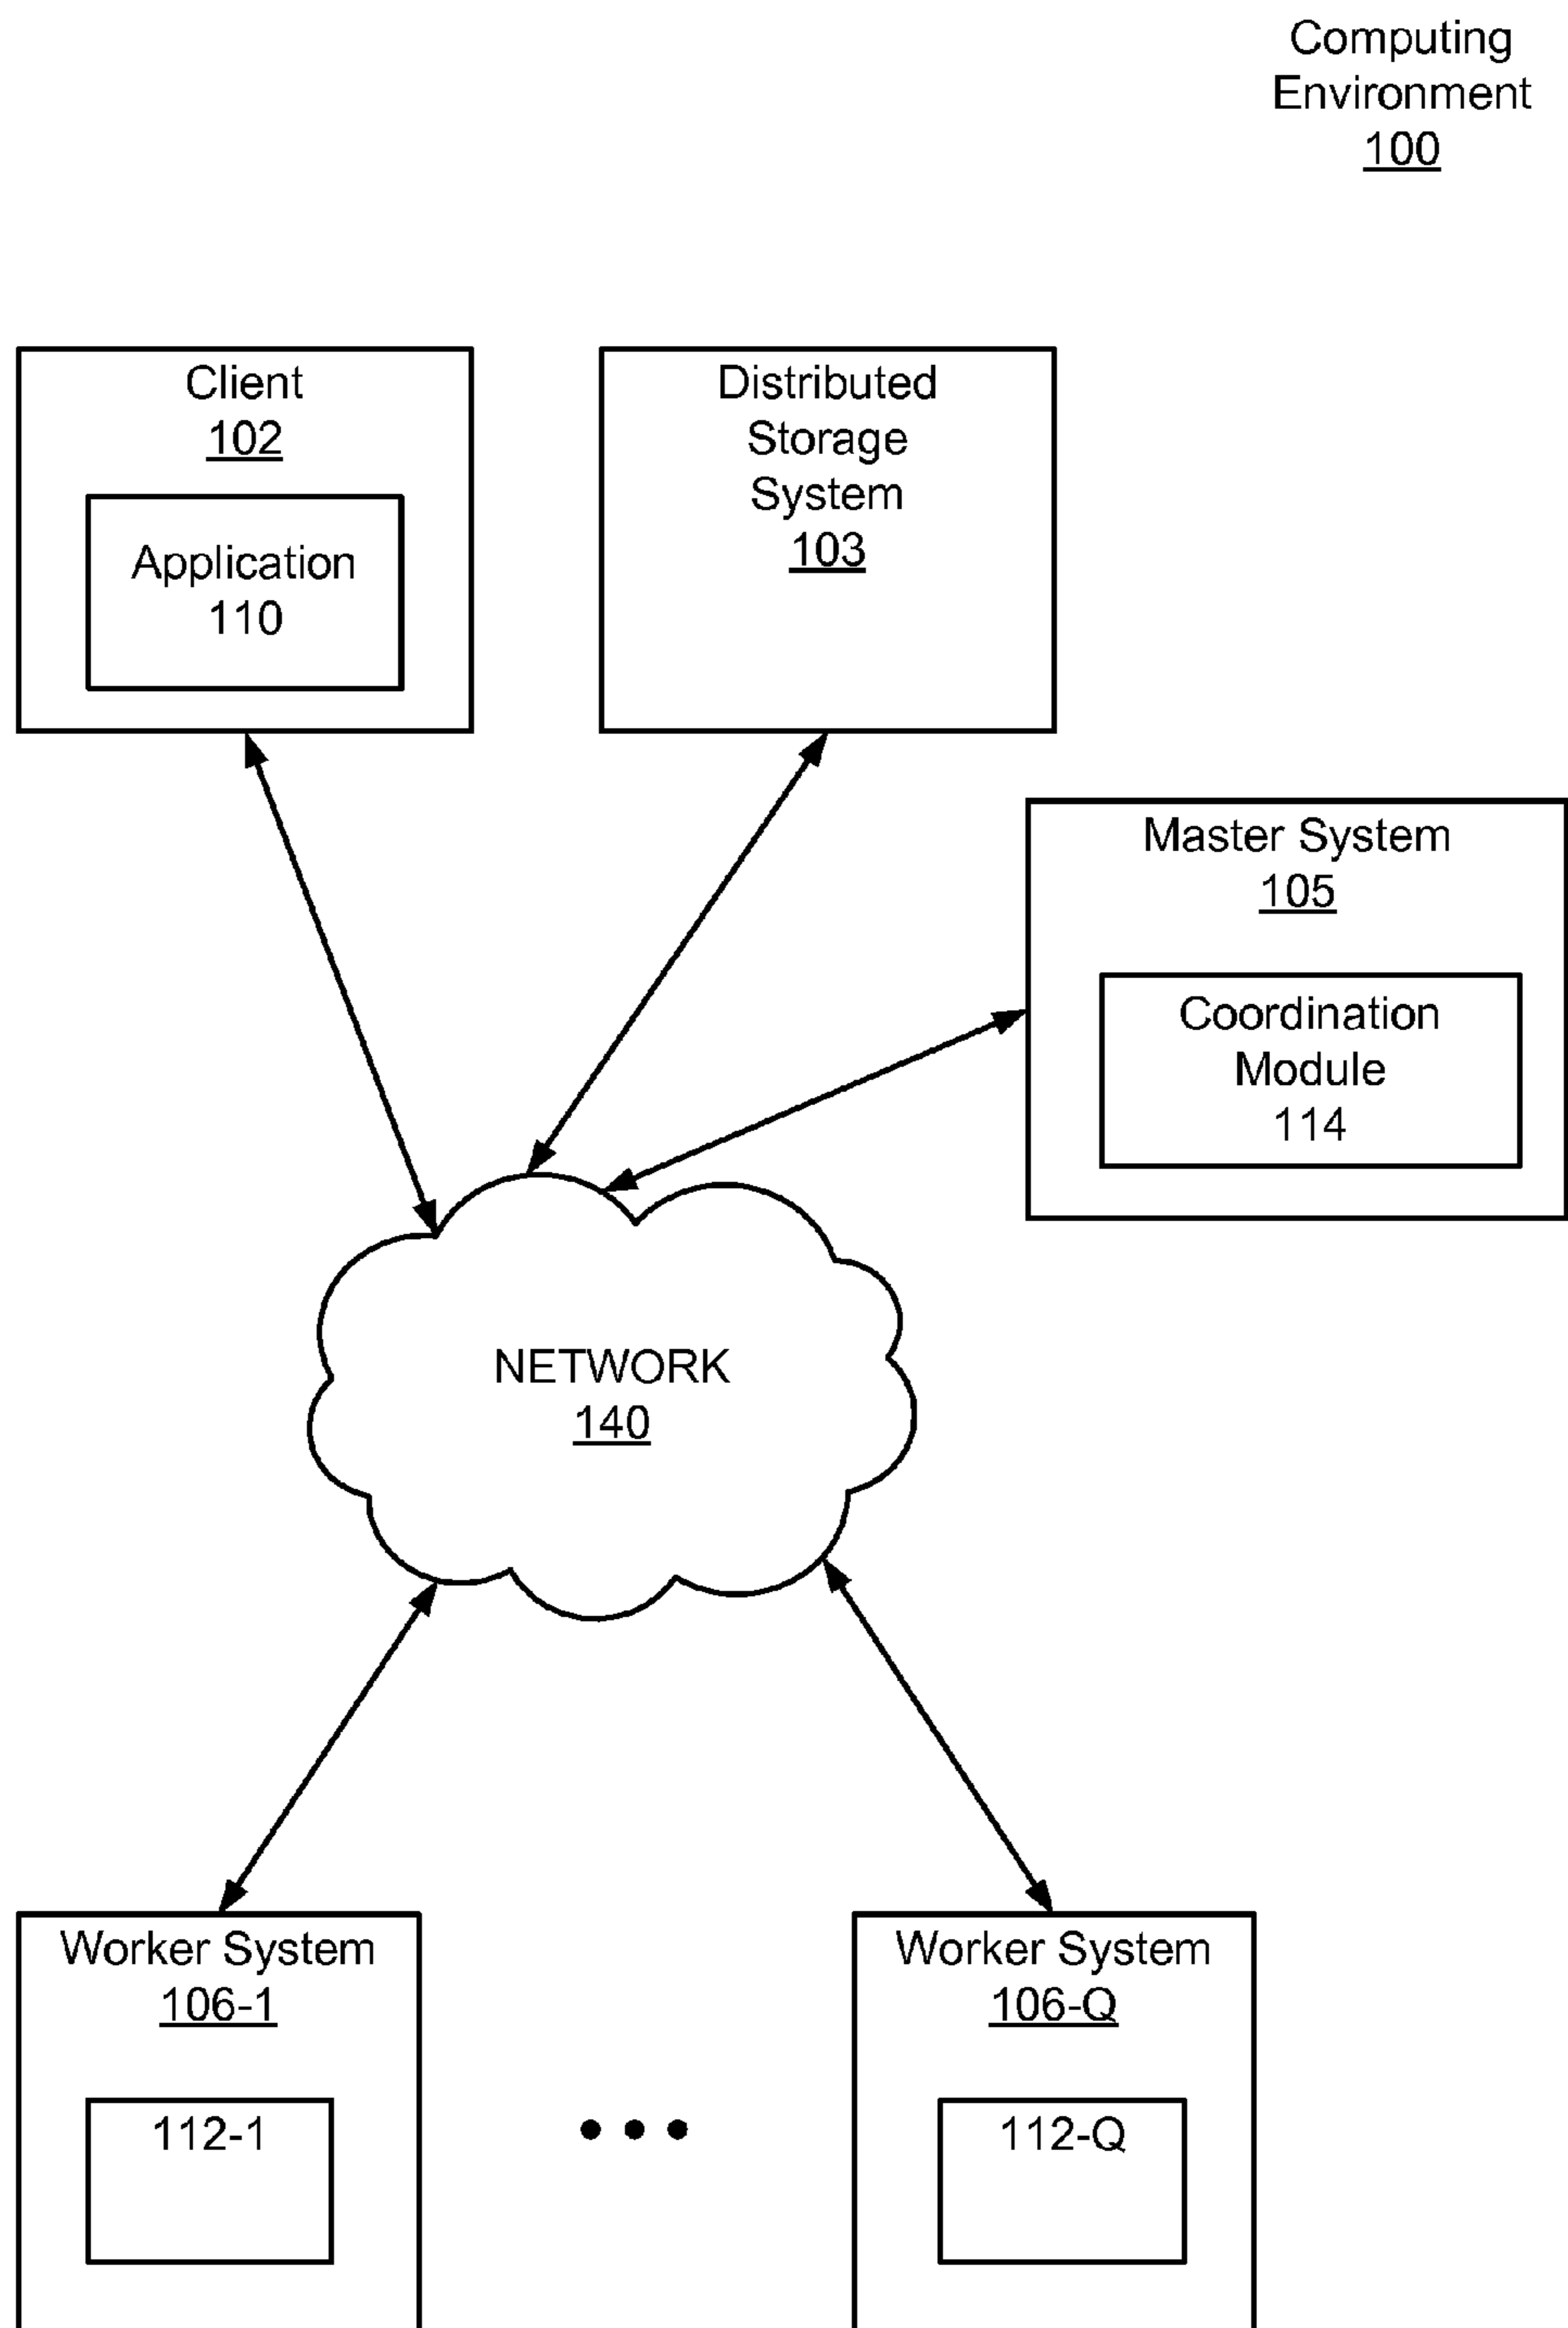 Computing
Environment
100
Client
102
Application
110
Distributed
Storage
System
103
Master System
105
Coordination
Module
114
NETWORK
140
Worker System
106-1
112-1
Worker System
106-Q
112-Q